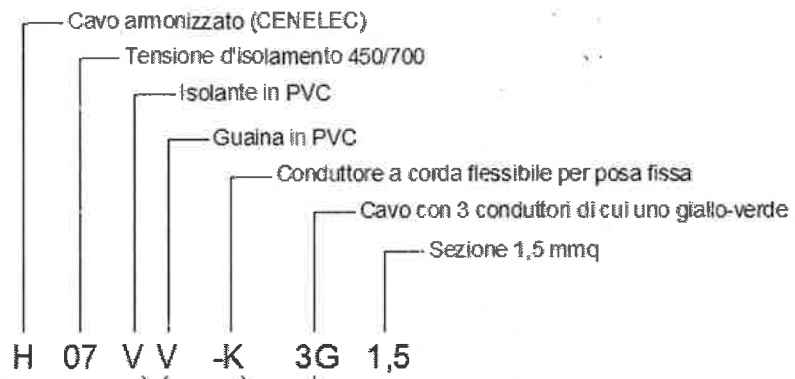 Cavo armonizzato (CENELEC)
Tensione d'isolamento 450/700
Isolante in PVC
Guaina in PVC
Conduttore a corda flessibile per posa fissa
Cavo con 3 conduttori di cui uno giallo-verde
Sezione 1,5 mmq
H 07 V V -K 3G 1,5